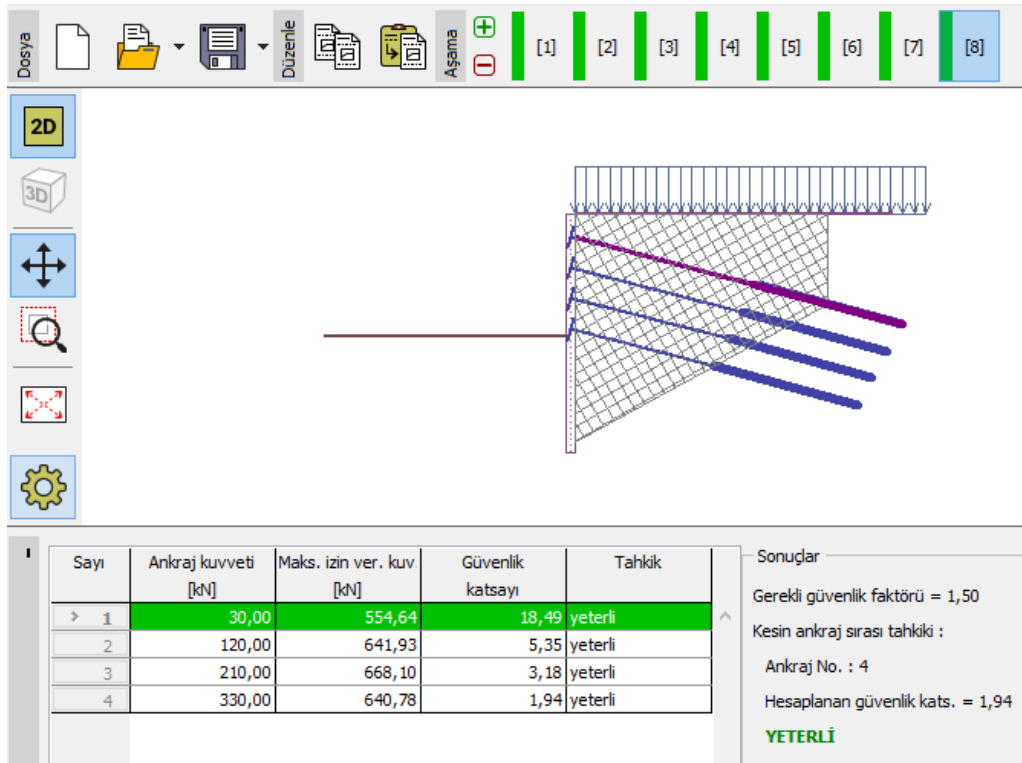 Dosya
Düzenle
Aşama
[1] [2] [3] [4] [5] [6] [7] [8]
2D
3D
Sayı Ankraj kuvveti Maks. izin ver. kuv Güvenlik Tahkik
[kN] [kN] katsayı
> 1 30,00 554,64 18,49 yeterli
2 120,00 641,93 5,35 yeterli
3 210,00 668,10 3,18 yeterli
4 330,00 640,78 1,94 yeterli
Sonuçlar
Gerekli güvenlik faktörü = 1,50
Kesin ankraj sırası tahkiki :
Ankraj No. : 4
Hesaplanan güvenlik kats. = 1,94
YETERLİ